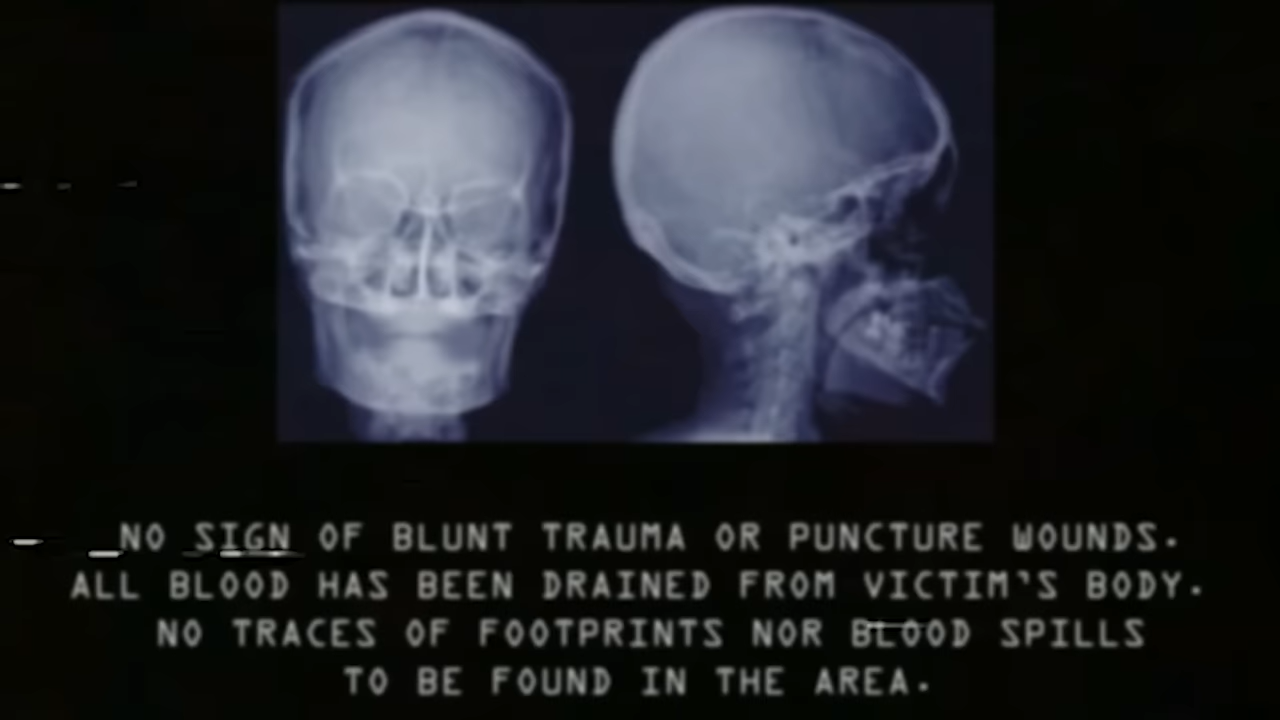 NO SIGN OF BLUNT TRAUMA OR PUNCTURE WOUNDS.
ALL BLOOD HAS BEEN DRAINED FROM VICTIM'S BODY.
NO TRACES OF FOOTPRINTS NOR BLOOD SPILLS
TO BE FOUND IN THE AREA.